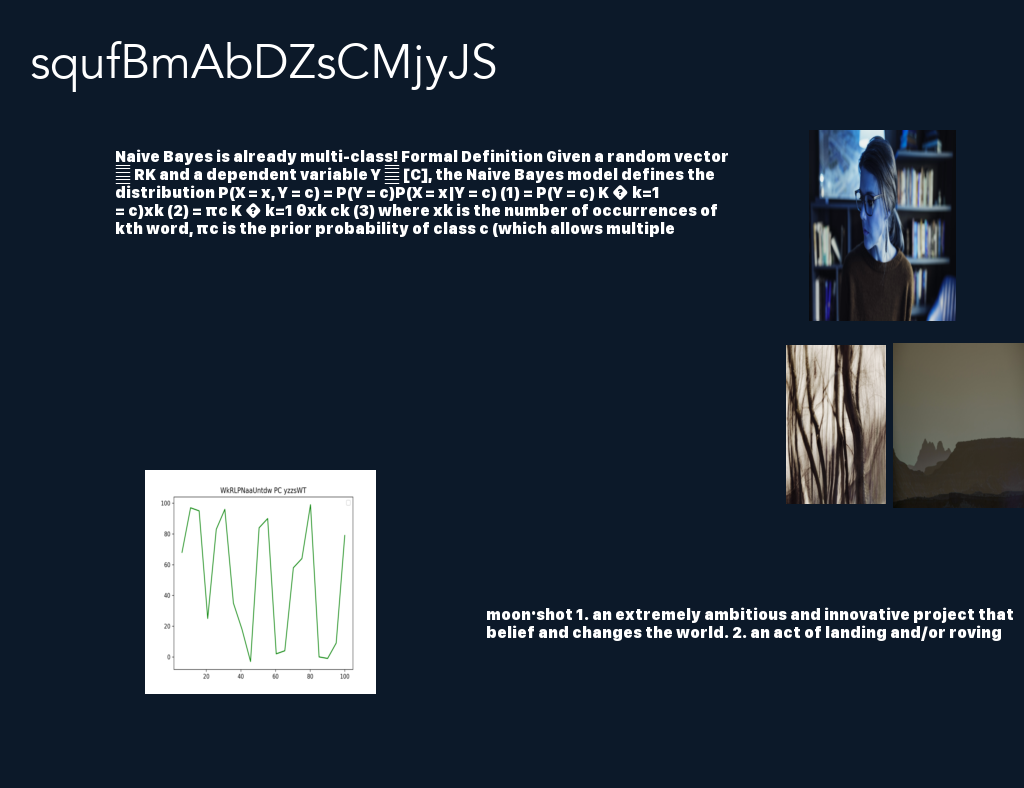 squfBmAbDZsCMjyJS
Naive Bayes is already multi-class! Formal Definition Given a random vector
RK and a dependent variable Y [C], the Naive Bayes model defines the
distribution P(X = x, Y = c) = P(Y = c)P(X = x|Y = c) (1) = P(Y = c) K � k=1
= c)xk (2) = πc K � k=1 θxk ck (3) where xk is the number of occurrences of
kth word, πc is the prior probability of class c (which allows multiple
WkRLPNaaUntdw PC yzzsWT
100
80
60
40
20
0
20 40 60 80 100
moon·shot 1. an extremely ambitious and innovative project that
belief and changes the world. 2. an act of landing and/or roving